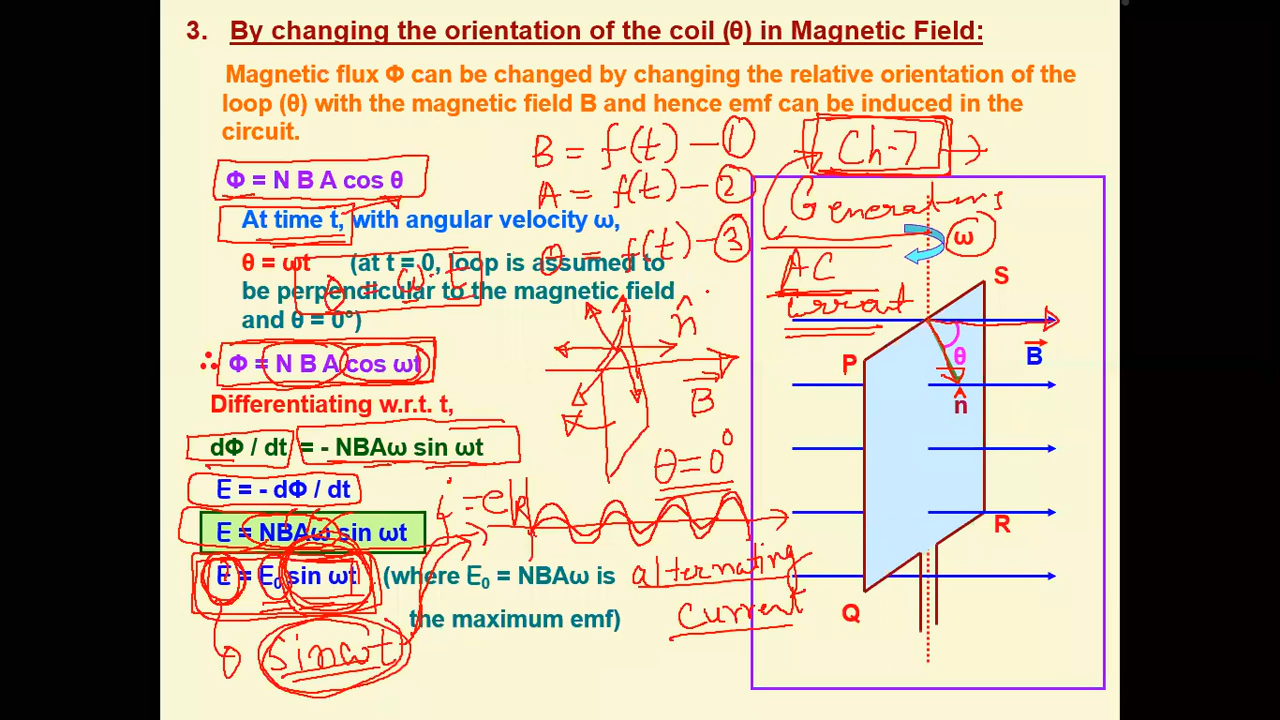 3. By changing the orientation of the coil (θ) in Magnetic Field:
Magnetic flux Φ can be changed by changing the relative orientation of the
loop (θ) with the magnetic field B and hence emf can be induced in the
circuit.
B = f(t) – 1
Ch-7
Φ = N B A cos θ
A = f(t) – 2
Generators
At time t, with angular velocity ω,
θ = f(t) – 3
ω
θ = ωt (at t = 0, loop is assumed to
be perpendicular to the magnetic field
and θ = 0°)
θ = ω · t
AC
current
S
n̂
P
θ
B
B
n̂
∴ Φ = N B A cos ωt
Differentiating w.r.t. t,
dΦ / dt = - NBAω sin ωt
θ = 0°
E = - dΦ / dt
i = e/R
E = NBAω sin ωt
R
E = E0 sin ωt (where E0 = NBAω is
the maximum emf)
alternating
current
Q
sin ωt